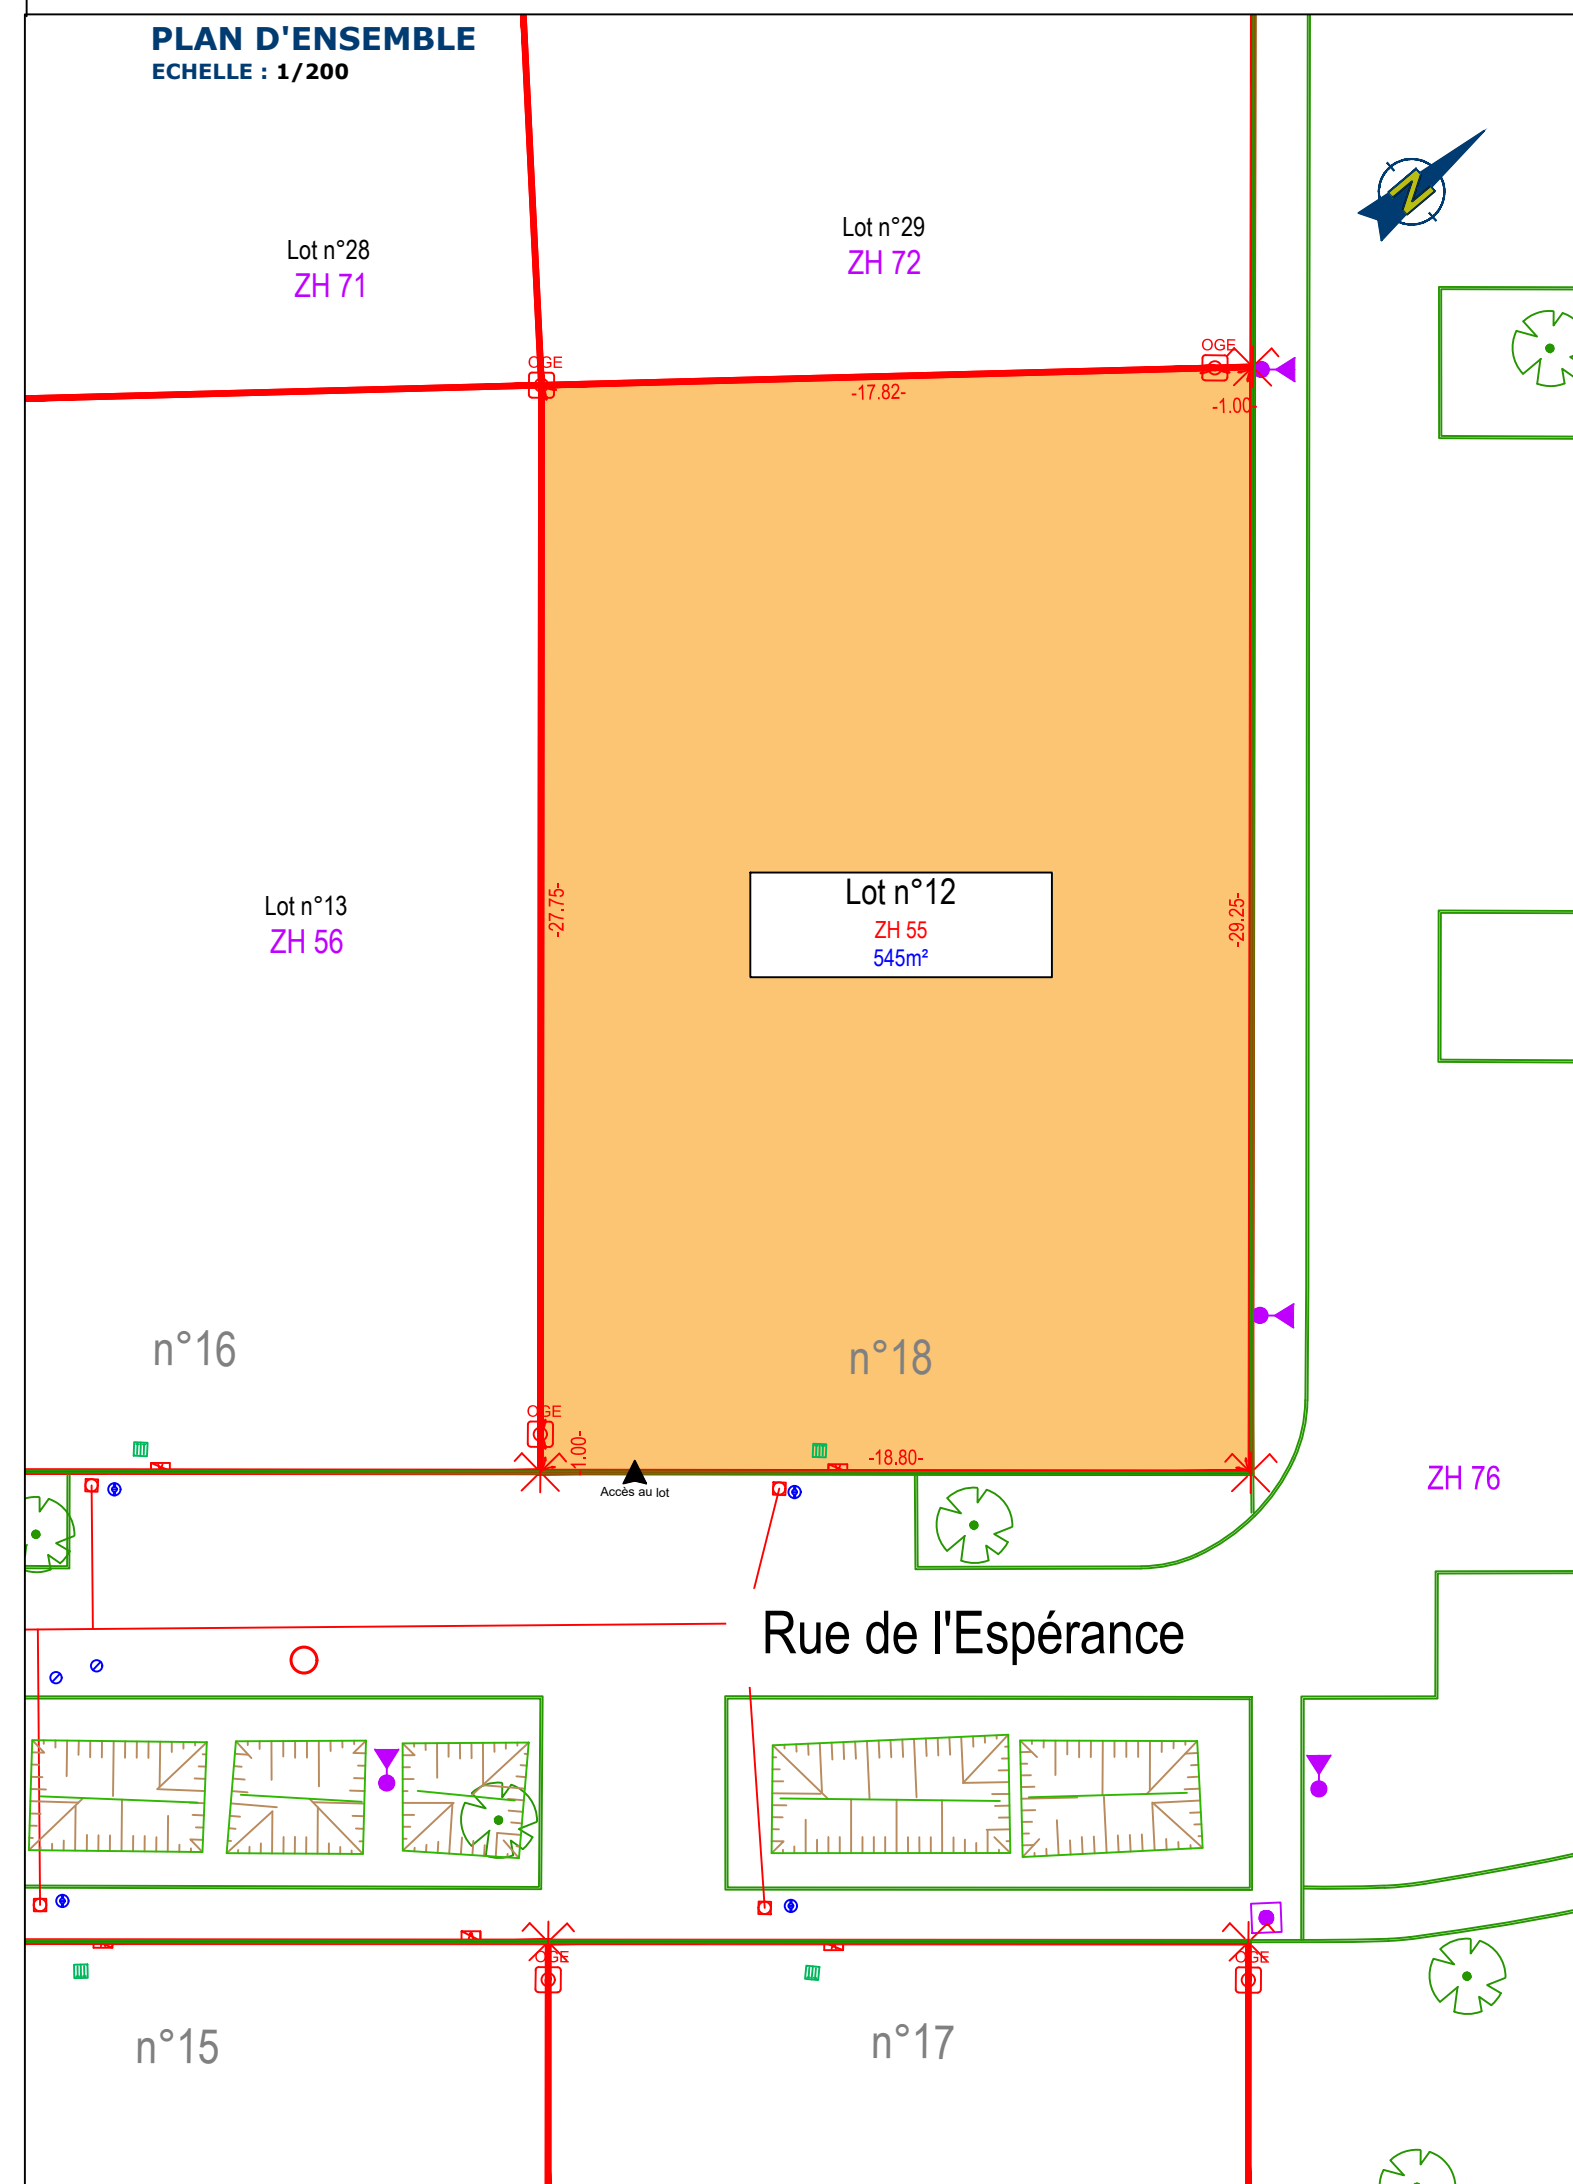 PLAN D'ENSEMBLE
ECHELLE : 1/200
N
Lot n°28
ZH 71
Lot n°29
ZH 72
OGE
OGE
-17.82-
-1.00-
Lot n°13
ZH 56
-27.75-
Lot n°12
ZH 55
545m²
-29.25-
n°16
n°18
OGE
-1.00-
-18.80-
Accès au lot
ZH 76
Rue de l'Espérance
OGE
OGE
n°15
n°17